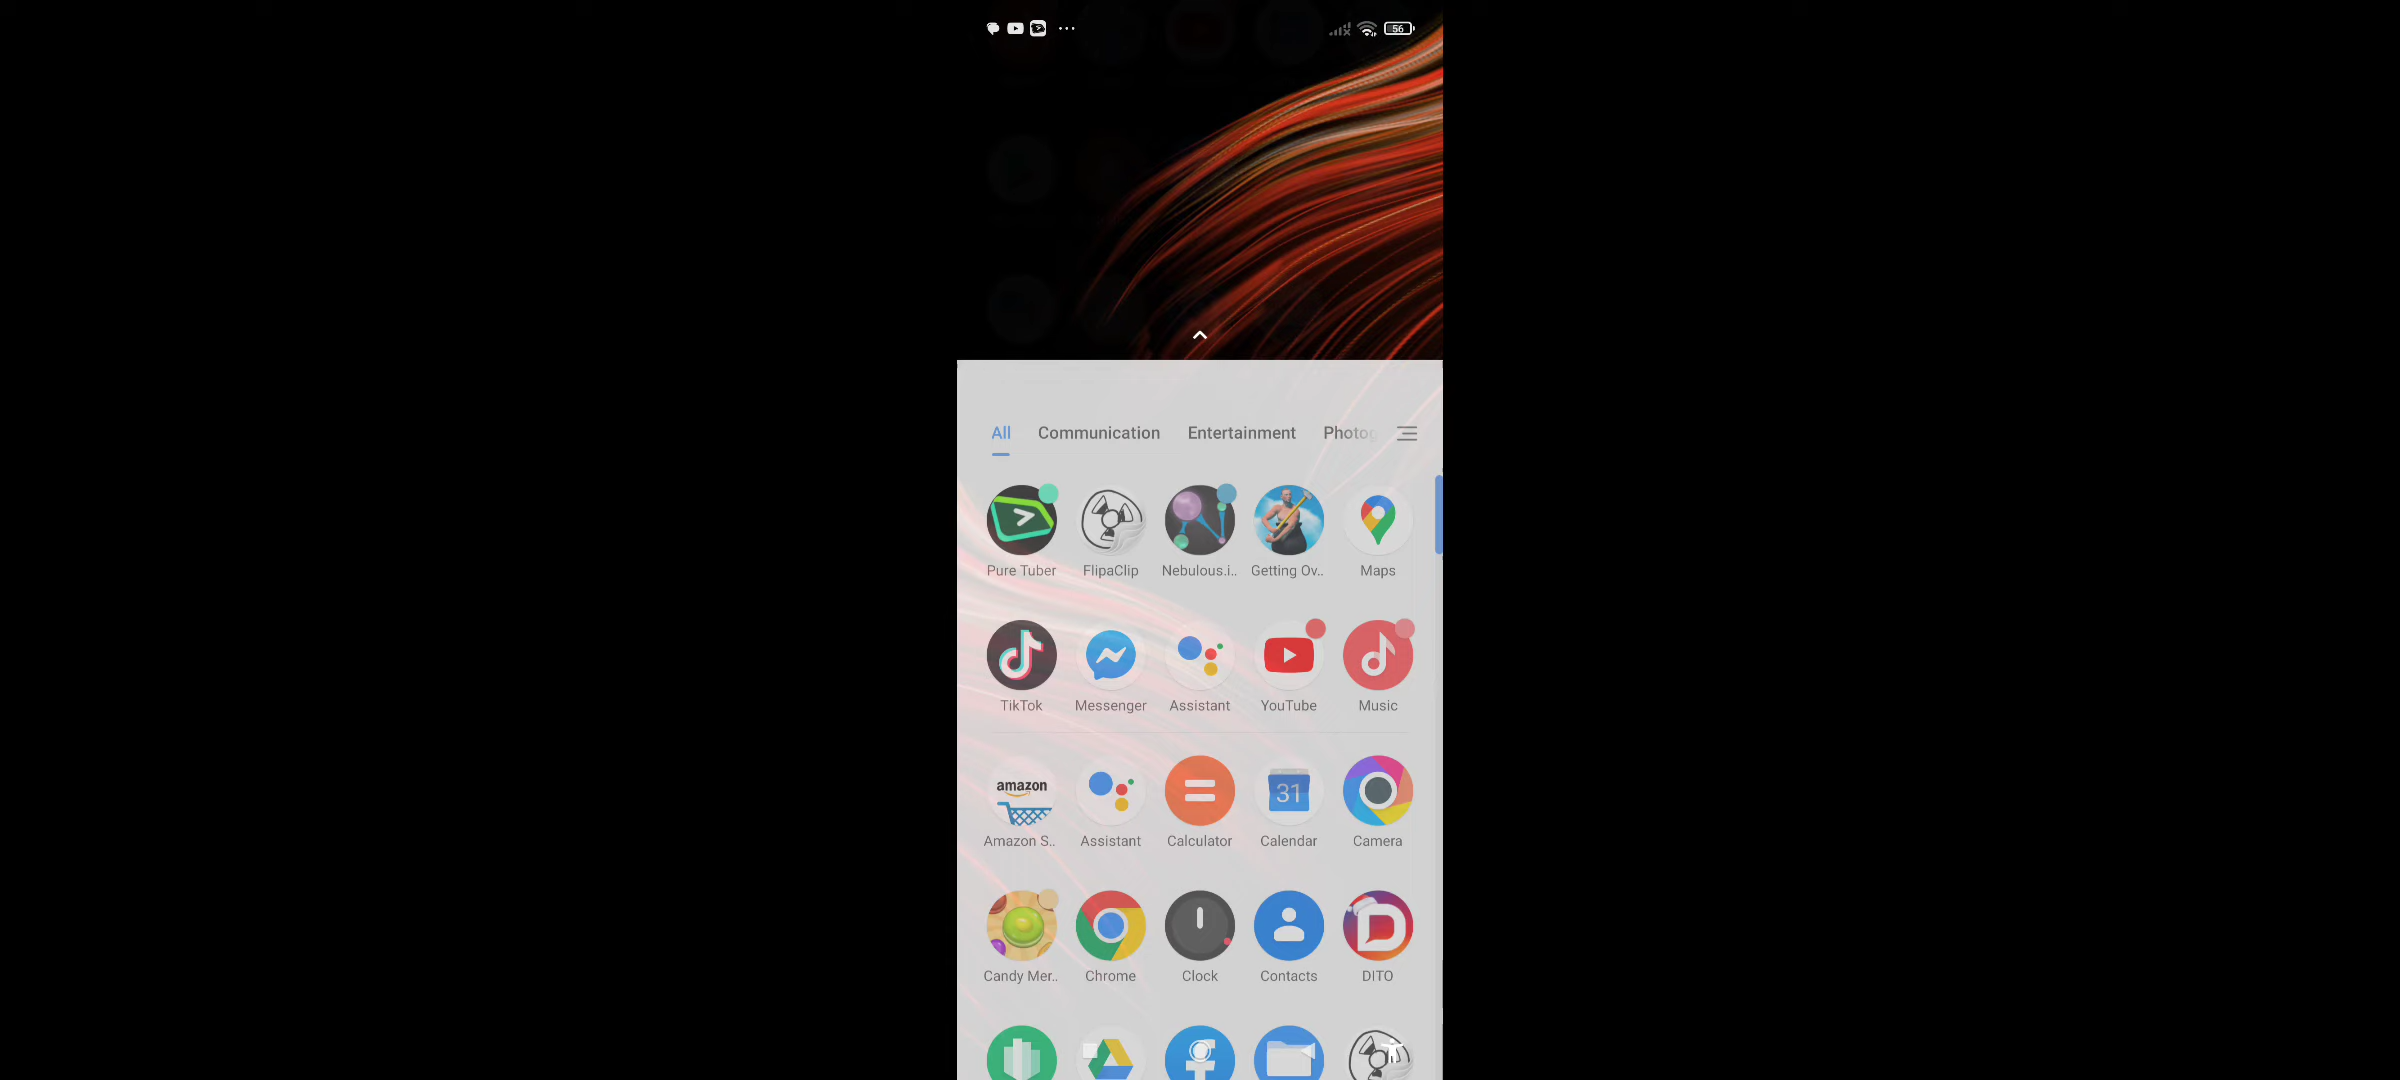 56
All Communication Entertainment Photog
Pure Tuber FlipaClip Nebulous.i.. Getting Ov.. Maps
TikTok Messenger Assistant YouTube Music
amazon 31
Amazon S.. Assistant Calculator Calendar Camera
Candy Mer.. Chrome Clock Contacts DITO